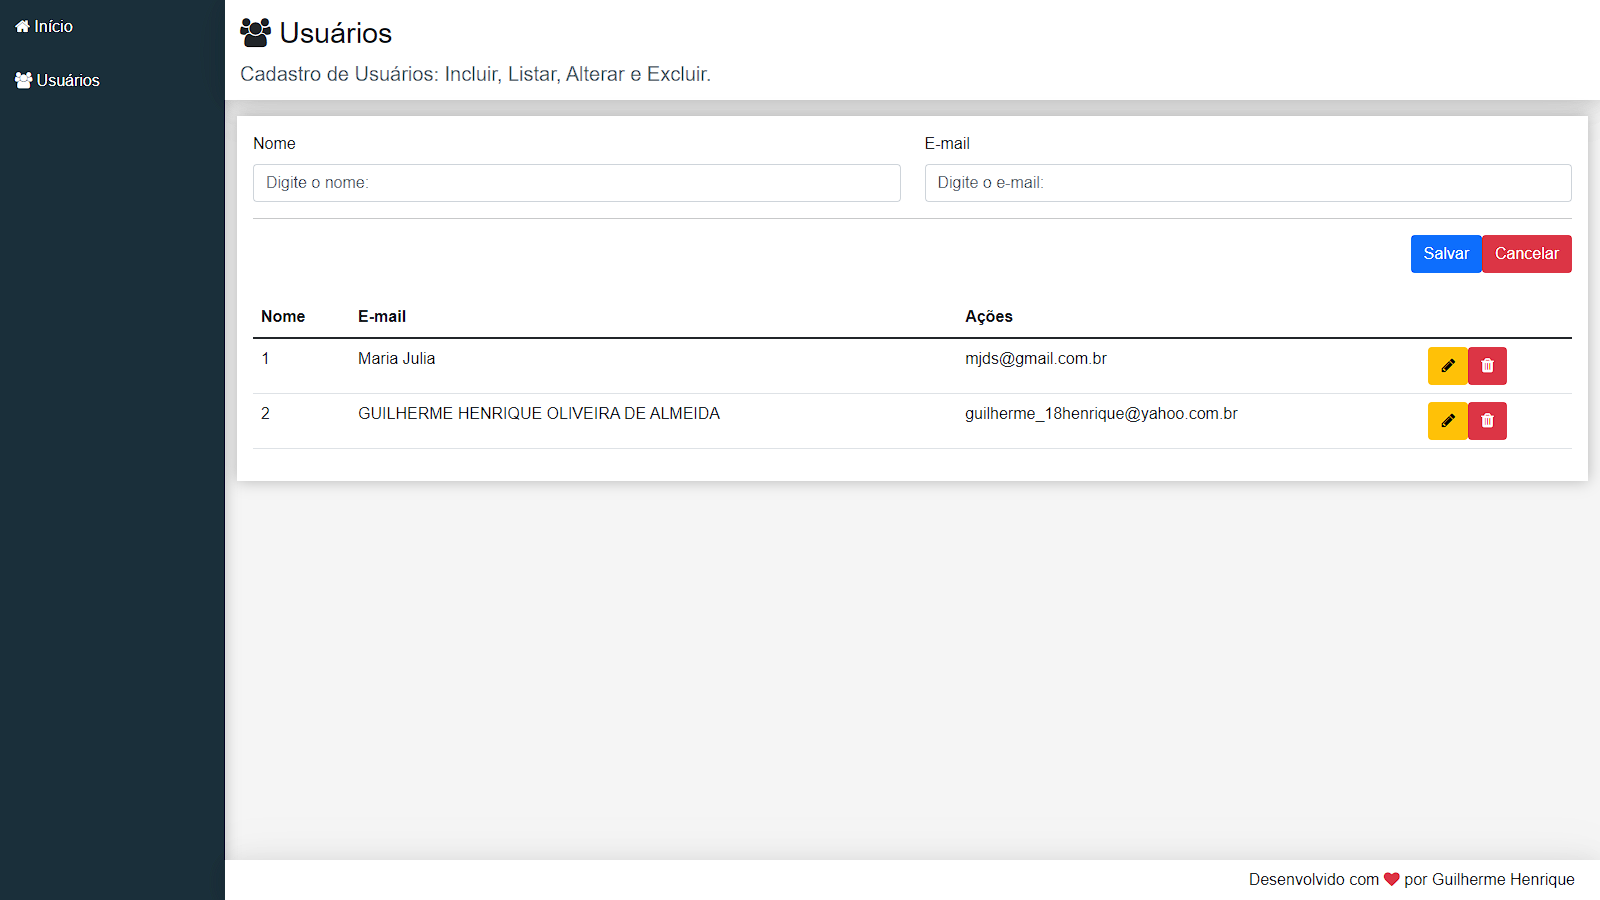 Início
Usuários
Usuários
Cadastro de Usuários: Incluir, Listar, Alterar e Excluir.
Nome E-mail
Digite o nome: Digite o e-mail:
Salvar Cancelar
Nome E-mail Ações
1 Maria Julia mjds@gmail.com.br
2 GUILHERME HENRIQUE OLIVEIRA DE ALMEIDA guilherme_18henrique@yahoo.com.br
Desenvolvido com por Guilherme Henrique